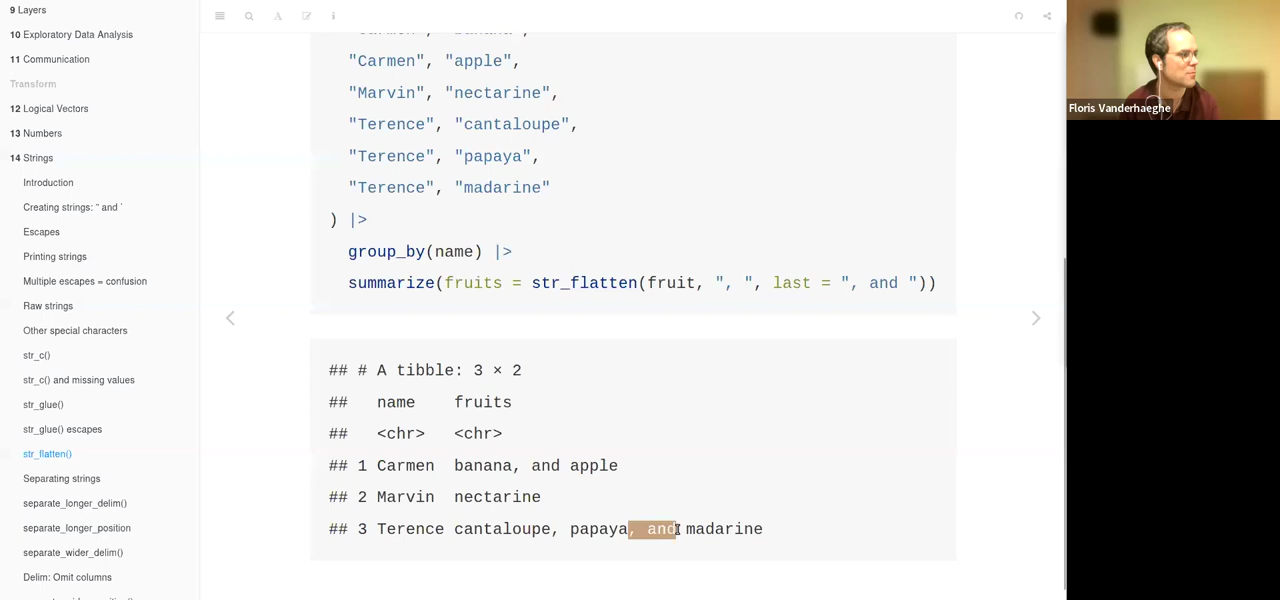 9 Layers
10 Exploratory Data Analysis
11 Communication
Transform
12 Logical Vectors
13 Numbers
14 Strings
Introduction
Creating strings: " and '
Escapes
Printing strings
Multiple escapes = confusion
Raw strings
Other special characters
str_c()
str_c() and missing values
str_glue()
str_glue() escapes
str_flatten()
Separating strings
separate_longer_delim()
separate_longer_position
separate_wider_delim()
Delim: Omit columns
"Carmen", "banana",
"Carmen", "apple",
"Marvin", "nectarine",
"Terence", "cantaloupe",
"Terence", "papaya",
"Terence", "madarine"
) |>
group_by(name) |>
summarize(fruits = str_flatten(fruit, ", ", last = ", and "))
## # A tibble: 3 × 2
##   name    fruits
##   <chr>   <chr>
## 1 Carmen  banana, and apple
## 2 Marvin  nectarine
## 3 Terence cantaloupe, papaya, and madarine
Floris Vanderhaeghe